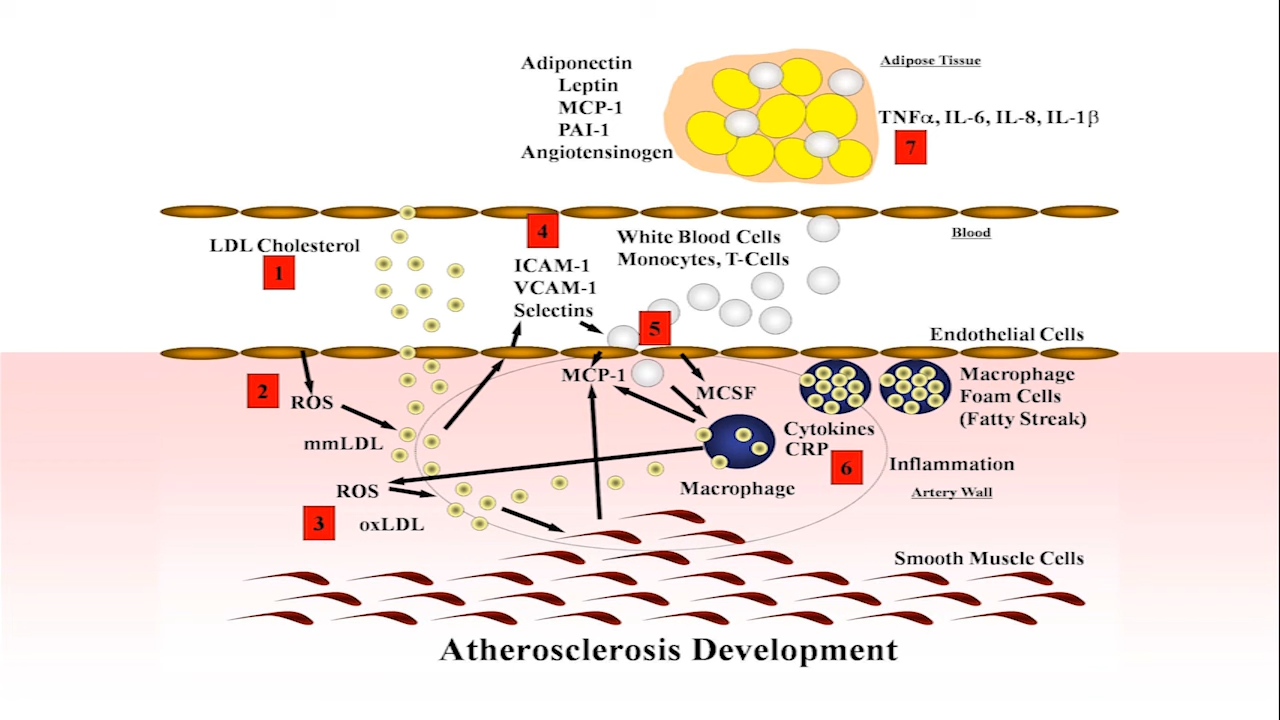 Adiponectin
Leptin
MCP-1
PAI-1
Angiotensinogen
Adipose Tissue
TNFα, IL-6, IL-8, IL-1β
7
LDL Cholesterol
1
4
ICAM-1
VCAM-1
Selectins
White Blood Cells
Monocytes, T-Cells
Blood
5
Endothelial Cells
2
ROS
mmLDL
MCP-1
MCSF
Macrophage
Foam Cells
(Fatty Streak)
Cytokines
CRP
6
Inflammation
Artery Wall
Macrophage
ROS
3
oxLDL
Smooth Muscle Cells
Atherosclerosis Development